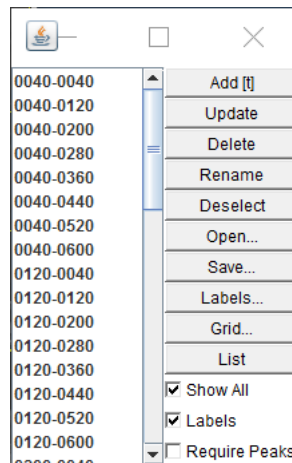 0040-0040
0040-0120
0040-0200
0040-0280
0040-0360
0040-0440
0040-0520
0040-0600
0120-0040
0120-0120
0120-0200
0120-0280
0120-0360
0120-0440
0120-0520
0120-0600
0200-0040
Add [t]
Update
Delete
Rename
Deselect
Open...
Save...
Labels...
Grid...
List
Show All
Labels
Require Peaks